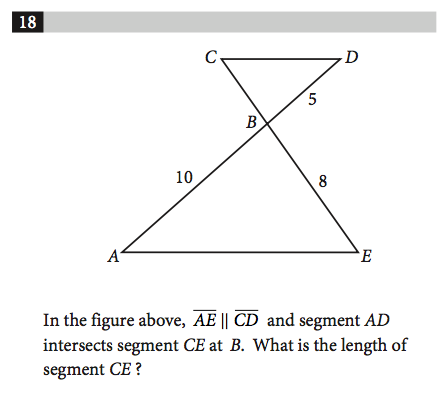 18
C
D
5
B
10
8
A
E
In the figure above, AE || CD and segment AD
intersects segment CE at B. What is the length of
segment CE ?